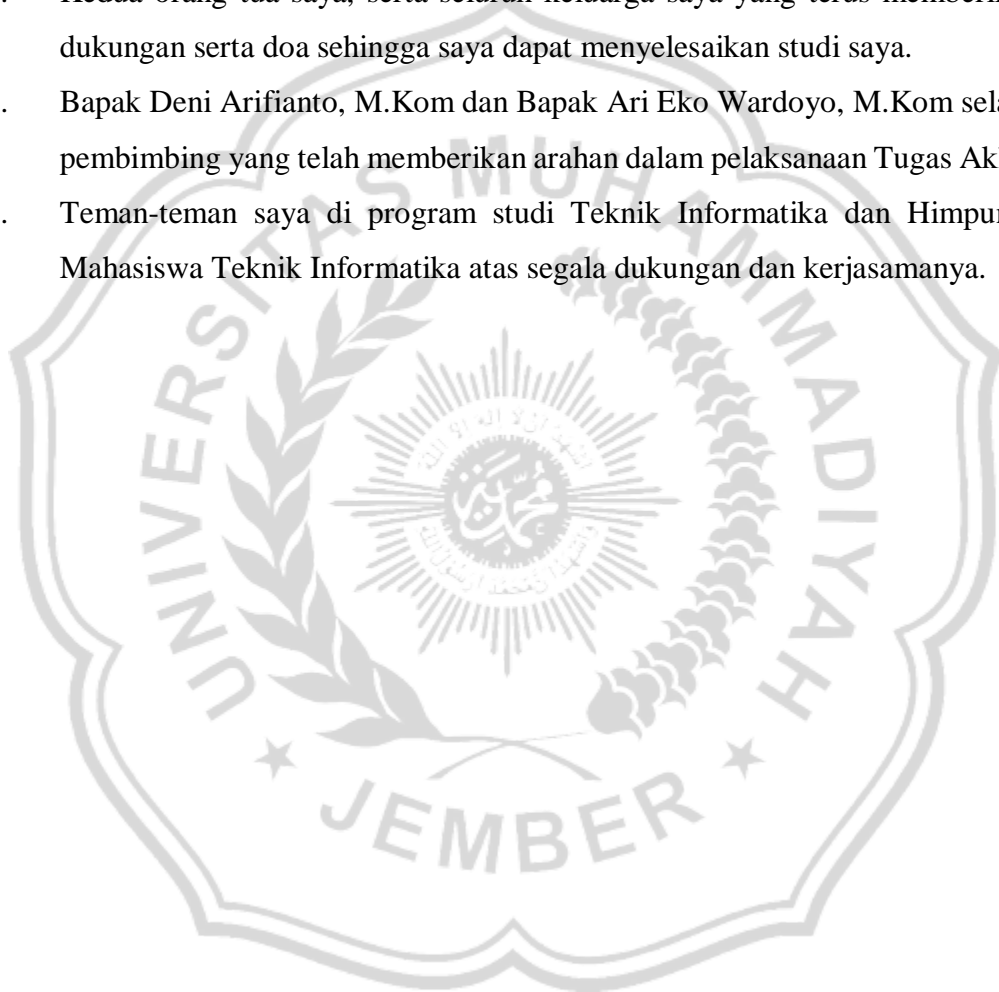 dukungan serta doa sehingga saya dapat menyelesaikan studi saya.
. Bapak Deni Arifianto, M.Kom dan Bapak Ari Eko Wardoyo, M.Kom sela
pembimbing yang telah memberikan arahan dalam pelaksanaan Tugas Ak
. Teman-teman saya di program studi Teknik Informatika dan Himpun
Mahasiswa Teknik Informatika atas segala dukungan dan kerjasamanya.
UNIVERSITAS MUHAMMADIYAH
JEMBER